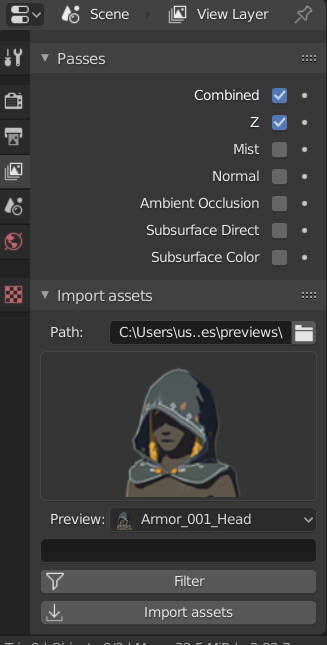 Scene
View Layer
Passes
Combined
Z
Mist
Normal
Ambient Occlusion
Subsurface Direct
Subsurface Color
Import assets
Path: C:\Users\us..es\previews\
Preview: Armor_001_Head
Filter
Import assets